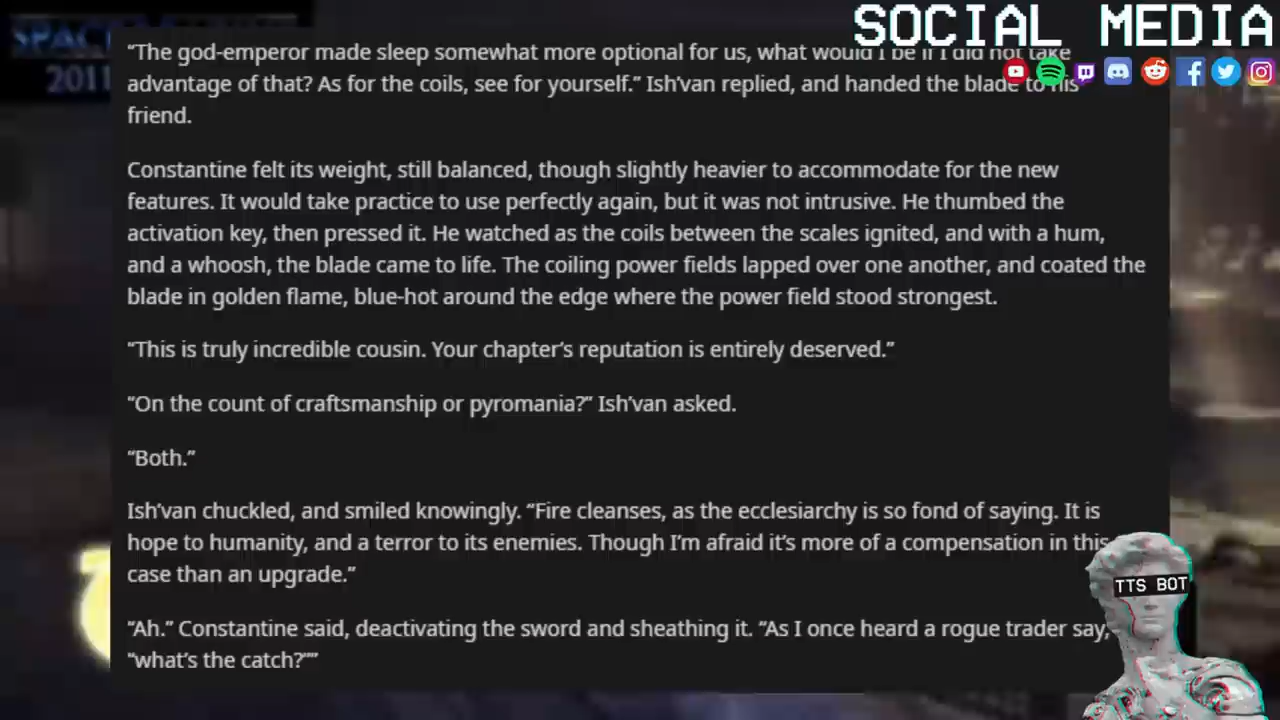 SOCIAL MEDIA
SPAC
2011
“The god-emperor made sleep somewhat more optional for us, what would I be if I did not take
advantage of that? As for the coils, see for yourself.” Ish’van replied, and handed the blade to his
friend.
Constantine felt its weight, still balanced, though slightly heavier to accommodate for the new
features. It would take practice to use perfectly again, but it was not intrusive. He thumbed the
activation key, then pressed it. He watched as the coils between the scales ignited, and with a hum,
and a whoosh, the blade came to life. The coiling power fields lapped over one another, and coated the
blade in golden flame, blue-hot around the edge where the power field stood strongest.
“This is truly incredible cousin. Your chapter’s reputation is entirely deserved.”
“On the count of craftsmanship or pyromania?” Ish’van asked.
“Both.”
Ish’van chuckled, and smiled knowingly. “Fire cleanses, as the ecclesiarchy is so fond of saying. It is
hope to humanity, and a terror to its enemies. Though I’m afraid it’s more of a compensation in this
case than an upgrade.”
“Ah.” Constantine said, deactivating the sword and sheathing it. “As I once heard a rogue trader say,
“what’s the catch?””
TTS BOT